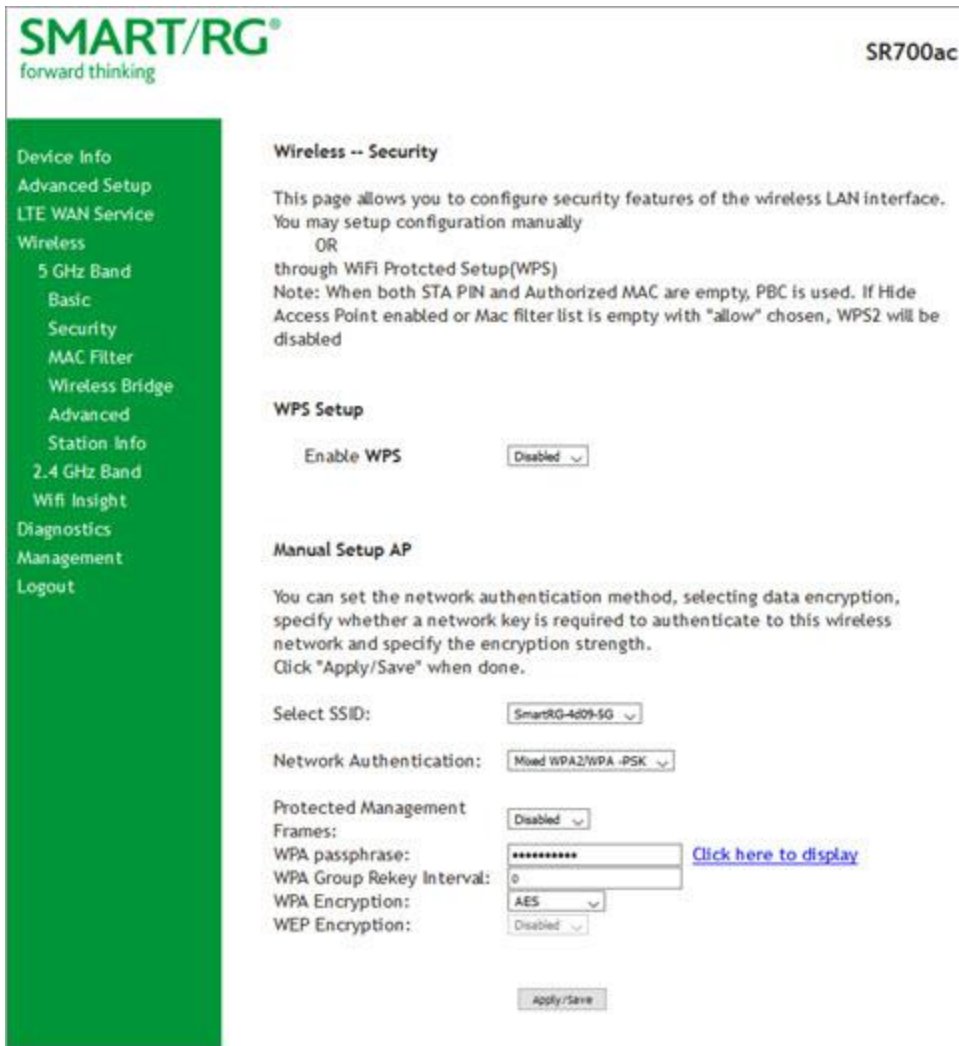 SMART/RG®
forward thinking
SR700ac
Device Info
Advanced Setup
LTE WAN Service
Wireless
5 GHz Band
Basic
Security
MAC Filter
Wireless Bridge
Advanced
Station Info
2.4 GHz Band
Wifi Insight
Diagnostics
Management
Logout
Wireless -- Security
This page allows you to configure security features of the wireless LAN interface.
You may setup configuration manually
OR
through WiFi Protcted Setup(WPS)
Note: When both STA PIN and Authorized MAC are empty, PBC is used. If Hide
Access Point enabled or Mac filter list is empty with "allow" chosen, WPS2 will be
disabled
WPS Setup
Enable WPS Disabled
Manual Setup AP
You can set the network authentication method, selecting data encryption,
specify whether a network key is required to authenticate to this wireless
network and specify the encryption strength.
Click "Apply/Save" when done.
Select SSID: SmartRG-4d09-5G
Network Authentication: Mixed WPA2/WPA -PSK
Protected Management
Frames: Disabled
WPA passphrase: •••••••••• Click here to display
WPA Group Rekey Interval: 0
WPA Encryption: AES
WEP Encryption: Disabled
Apply/Save